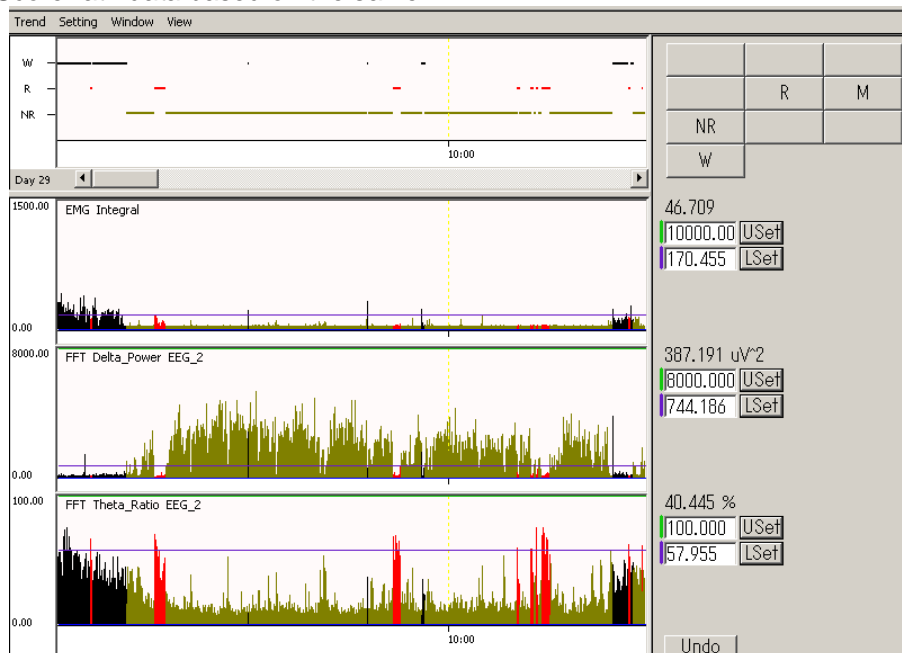 Trend Setting Window View
W
R
NR
10:00
Day 29
R M
NR
W
1500.00
EMG Integral
0.00
46.709
10000.00 USet
170.455 LSet
8000.00
FFT Delta_Power EEG_2
0.00
387.191 uV^2
8000.000 USet
744.186 LSet
100.00
FFT Theta_Ratio EEG_2
0.00
10:00
40.445 %
100.000 USet
57.955 LSet
Undo